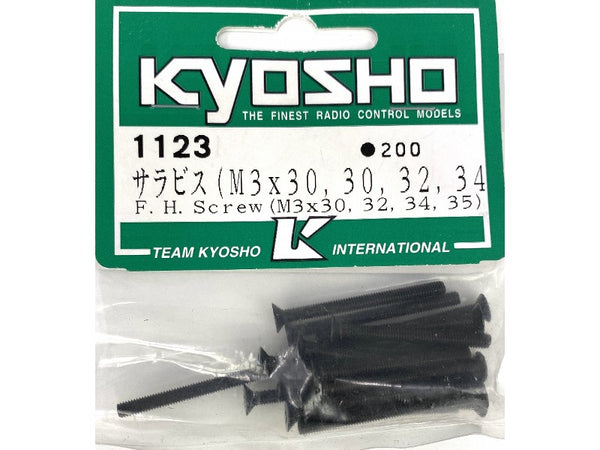 KYOSHO
THE FINEST RADIO CONTROL MODELS
1123 ●200
サラビス(M3x30, 30, 32, 34
F. H. Screw (M3x30, 32, 34, 35)
TEAM KYOSHO K INTERNATIONAL